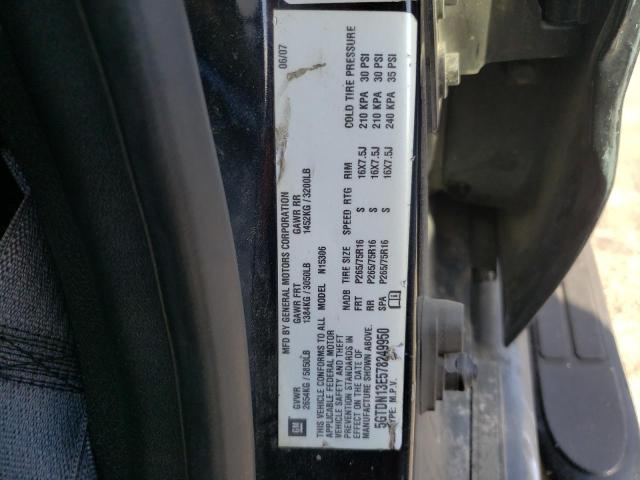 MFD BY GENERAL MOTORS CORPORATION 06/07
GVWR GAWR FRT GAWR RR
2654KG / 5850LB 1384KG / 3050LB 1452KG / 3200LB
THIS VEHICLE CONFORMS TO ALL
APPLICABLE FEDERAL MOTOR
VEHICLE SAFETY AND THEFT
PREVENTION STANDARDS IN
EFFECT ON THE DATE OF
MANUFACTURE SHOWN ABOVE.
MODEL N15306
NADB TIRE SIZE SPEED RTG RIM COLD TIRE PRESSURE
FRT P265/75R16 S 16X7.5J 210 KPA 30 PSI
RR P265/75R16 S 16X7.5J 210 KPA 30 PSI
SPA P265/75R16 S 16X7.5J 240 KPA 35 PSI
5GTDN13E578249950
TYPE: M.P.V.
GM